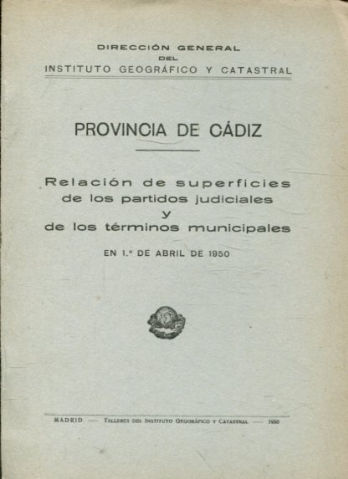 DIRECCIÓN GENERAL
DEL
INSTITUTO GEOGRÁFICO Y CATASTRAL
PROVINCIA DE CÁDIZ
Relación de superficies
de los partidos judiciales
y
de los términos municipales
EN 1.º DE ABRIL DE 1950
MADRID — TALLERES DEL INSTITUTO GEOGRÁFICO Y CATASTRAL — 1950